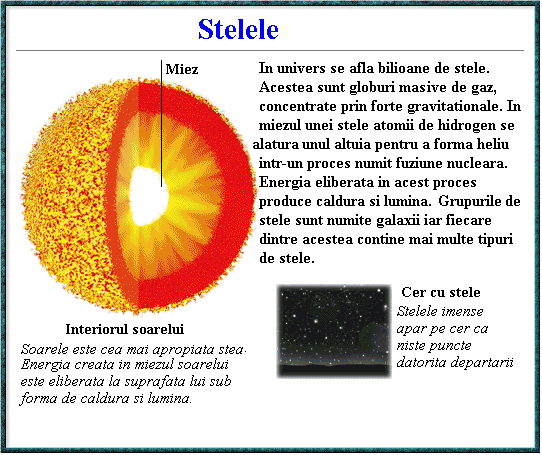 Stelele
Miez
In univers se afla bilioane de stele.
Acestea sunt globuri masive de gaz,
concentrate prin forte gravitationale. In
miezul unei stele atomii de hidrogen se
alatura unul altuia pentru a forma heliu
intr-un proces numit fuziune nucleara.
Energia eliberata in acest proces
produce caldura si lumina. Grupurile de
stele sunt numite galaxii iar fiecare
dintre acestea contine mai multe tipuri
de stele.
Interiorul soarelui
Soarele este cea mai apropiata stea.
Energia creata in miezul soarelui
este eliberata la suprafata lui sub
forma de caldura si lumina.
Cer cu stele
Stelele imense
apar pe cer ca
niste puncte
datorita departarii